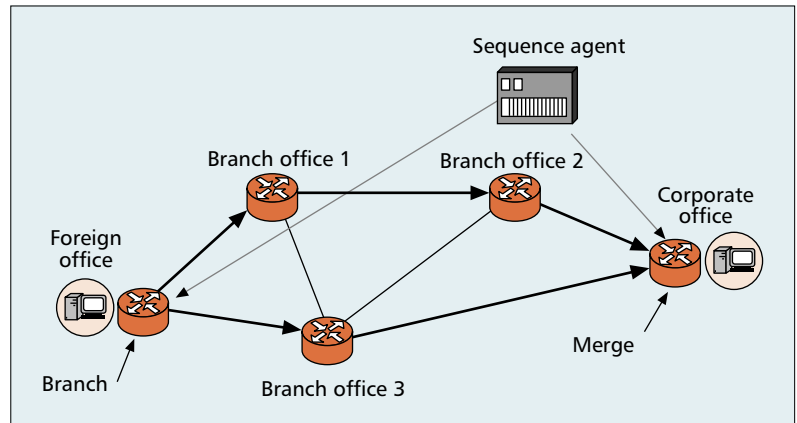 Sequence agent
Branch office 1
Branch office 2
Corporate
office
Foreign
office
Merge
Branch
Branch office 3